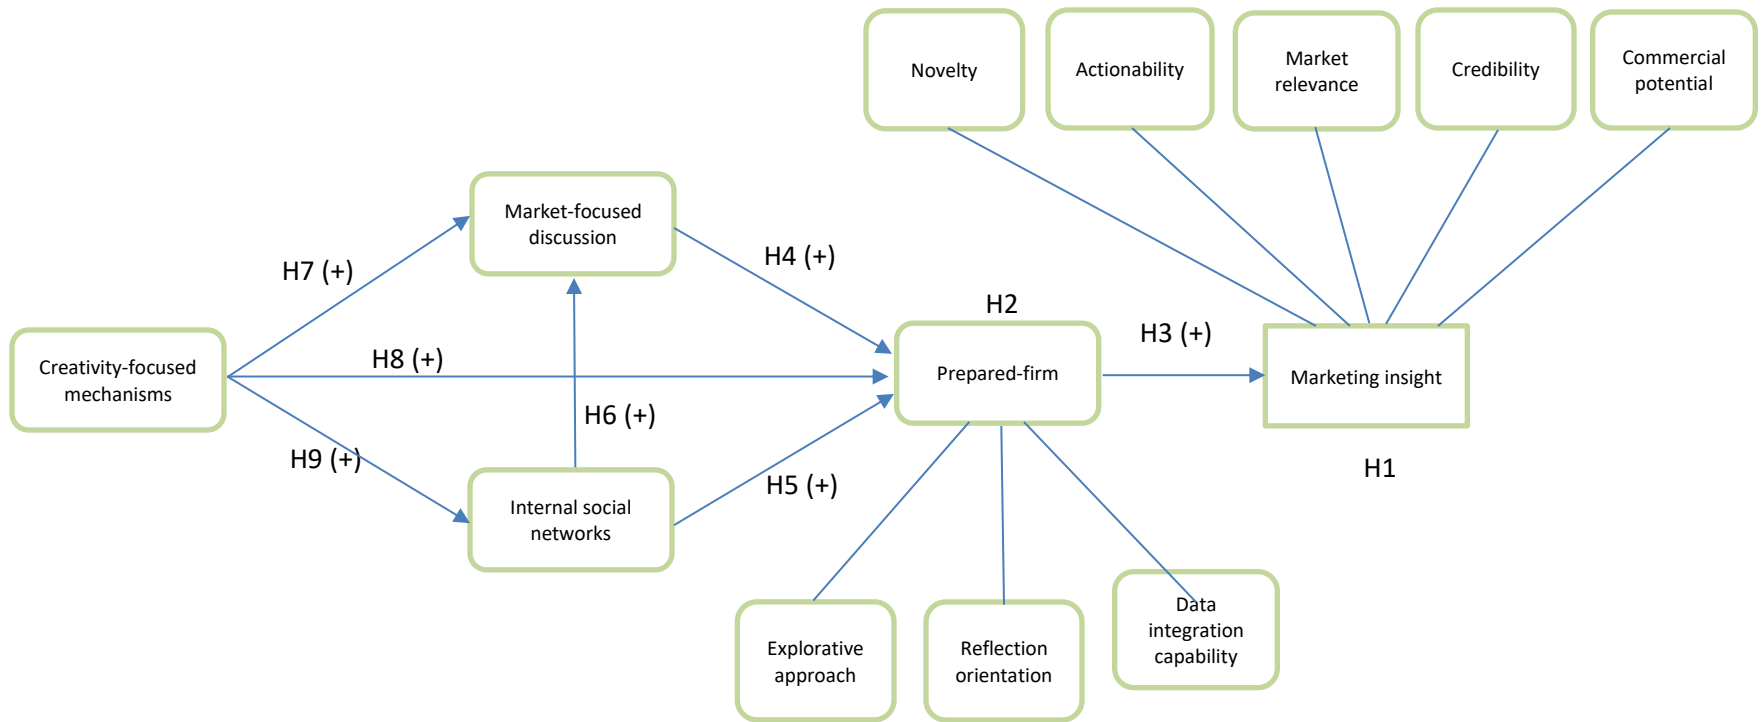 Novelty
Actionability
Market
relevance
Credibility
Commercial
potential
Market-focused
discussion
H7 (+)
H4 (+)
H2
H3 (+)
Creativity-focused
mechanisms
H8 (+)
Prepared-firm
Marketing insight
H6 (+)
H9 (+)
H5 (+)
H1
Internal social
networks
Explorative
approach
Reflection
orientation
Data
integration
capability